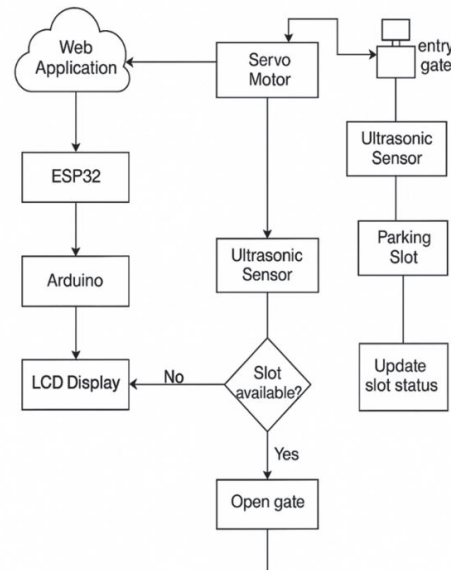 Web
Application
Servo
Motor
entry
gate
Ultrasonic
Sensor
ESP32
Parking
Slot
Ultrasonic
Sensor
Arduino
Update
slot status
LCD Display
No
Slot
available?
Yes
Open gate